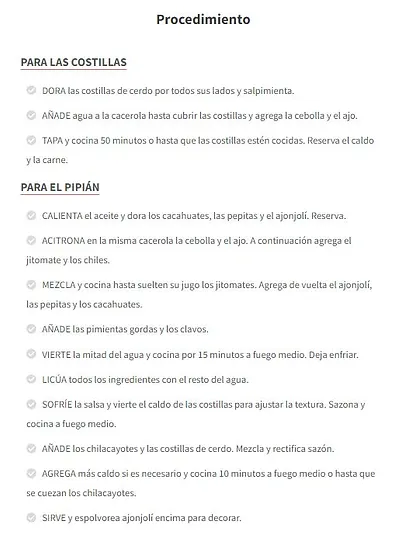 Procedimiento
PARA LAS COSTILLAS
DORA las costillas de cerdo por todos sus lados y salpimienta.
AÑADE agua a la cacerola hasta cubrir las costillas y agrega la cebolla y el ajo.
TAPA y cocina 50 minutos o hasta que las costillas estén cocidas. Reserva el caldo
y la carne.
PARA EL PIPIÁN
CALIENTA el aceite y dora los cacahuates, las pepitas y el ajonjolí. Reserva.
ACITRONA en la misma cacerola la cebolla y el ajo. A continuación agrega el
jitomate y los chiles.
MEZCLA y cocina hasta suelten su jugo los jitomates. Agrega de vuelta el ajonjolí,
las pepitas y los cacahuates.
AÑADE las pimientas gordas y los clavos.
VIERTE la mitad del agua y cocina por 15 minutos a fuego medio. Deja enfriar.
LICÚA todos los ingredientes con el resto del agua.
SOFRÍE la salsa y vierte el caldo de las costillas para ajustar la textura. Sazona y
cocina a fuego medio.
AÑADE los chilacayotes y las costillas de cerdo. Mezcla y rectifica sazón.
AGREGA más caldo si es necesario y cocina 10 minutos a fuego medio o hasta que
se cuezan los chilacayotes.
SIRVE y espolvorea ajonjolí encima para decorar.